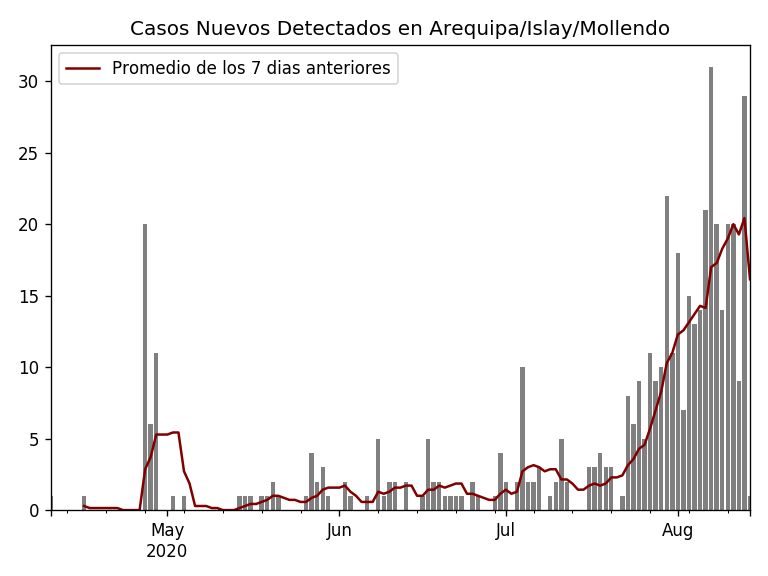 Casos Nuevos Detectados en Arequipa/Islay/Mollendo
Promedio de los 7 dias anteriores
30
25
20
15
10
5
0
May Jun Jul Aug
2020